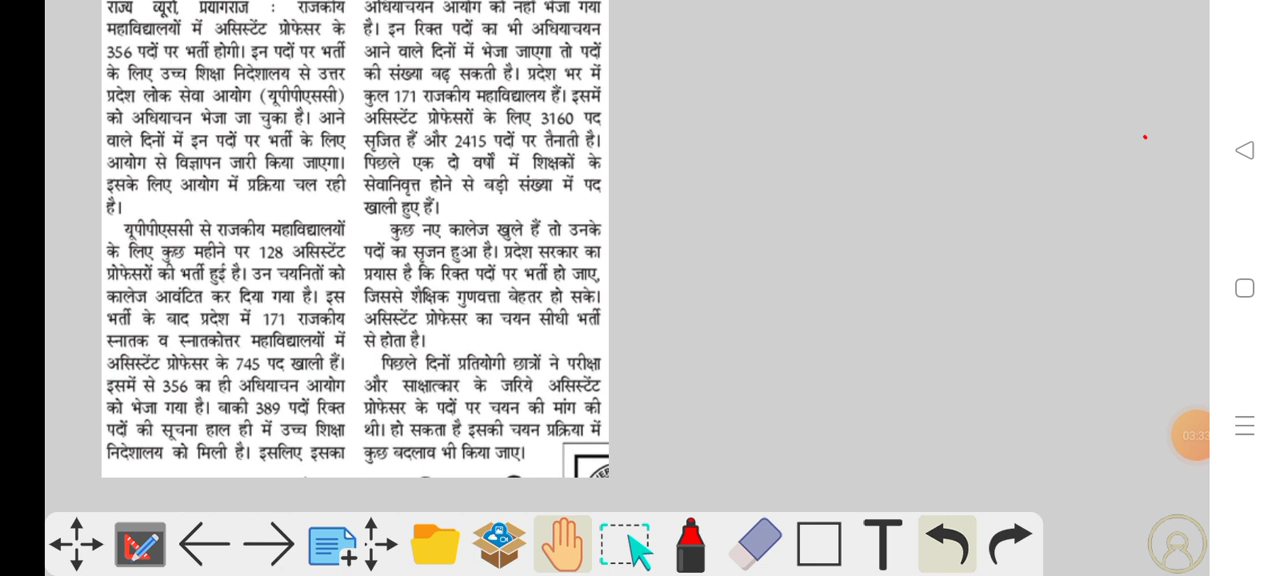 राज्य ब्यूरो, प्रयागराज : राजकीय
महाविद्यालयों में असिस्टेंट प्रोफेसर के
356 पदों पर भर्ती होगी। इन पदों पर भर्ती
के लिए उच्च शिक्षा निदेशालय से उत्तर
प्रदेश लोक सेवा आयोग (यूपीपीएससी)
को अधियाचन भेजा जा चुका है। आने
वाले दिनों में इन पदों पर भर्ती के लिए
आयोग से विज्ञापन जारी किया जाएगा।
इसके लिए आयोग में प्रक्रिया चल रही
है।
यूपीपीएससी से राजकीय महाविद्यालयों
के लिए कुछ महीने पर 128 असिस्टेंट
प्रोफेसरों की भर्ती हुई है। उन चयनितों को
कालेज आवंटित कर दिया गया है। इस
भर्ती के बाद प्रदेश में 171 राजकीय
स्नातक व स्नातकोत्तर महाविद्यालयों में
असिस्टेंट प्रोफेसर के 745 पद खाली हैं।
इसमें से 356 का ही अधियाचन आयोग
को भेजा गया है। बाकी 389 पदों रिक्त
पदों की सूचना हाल ही में उच्च शिक्षा
निदेशालय को मिली है। इसलिए इसका
अधियाचयन आयोग को नहीं भेजा गया
है। इन रिक्त पदों का भी अधियाचयन
आने वाले दिनों में भेजा जाएगा तो पदों
की संख्या बढ़ सकती है। प्रदेश भर में
कुल 171 राजकीय महाविद्यालय हैं। इसमें
असिस्टेंट प्रोफेसरों के लिए 3160 पद
सृजित हैं और 2415 पदों पर तैनाती है।
पिछले एक दो वर्षों में शिक्षकों के
सेवानिवृत्त होने से बड़ी संख्या में पद
खाली हुए हैं।
कुछ नए कालेज खुले हैं तो उनके
पदों का सृजन हुआ है। प्रदेश सरकार का
प्रयास है कि रिक्त पदों पर भर्ती हो जाए,
जिससे शैक्षिक गुणवत्ता बेहतर हो सके।
असिस्टेंट प्रोफेसर का चयन सीधी भर्ती
से होता है।
पिछले दिनों प्रतियोगी छात्रों ने परीक्षा
और साक्षात्कार के जरिये असिस्टेंट
प्रोफेसर के पदों पर चयन की मांग की
थी। हो सकता है इसकी चयन प्रक्रिया में
कुछ बदलाव भी किया जाए।
03:33
T